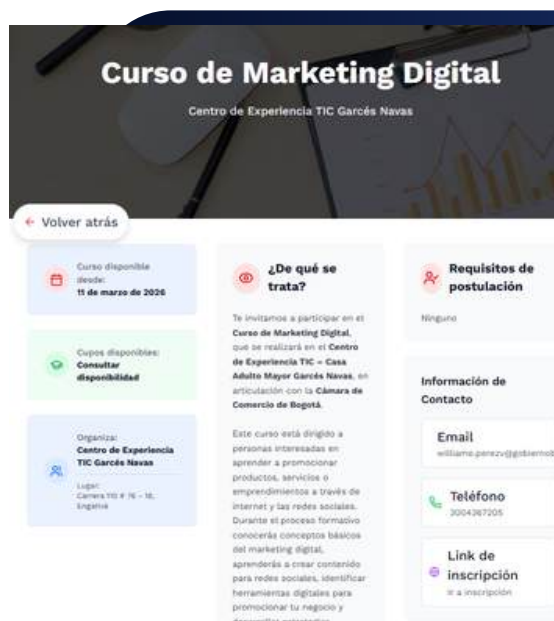 Curso de Marketing Digital
Centro de Experiencia TIC Garcés Navas
← Volver atrás
Curso disponible
desde:
11 de marzo de 2026
Cupos disponibles:
Consultar
disponibilidad
Organiza:
Centro de Experiencia
TIC Garcés Navas
Lugar:
Engativá
¿De qué se
trata?
Te invitamos a participar en el
Curso de Marketing Digital,
que se realizará en el Centro
de Experiencia TIC – Casa
Adulto Mayor Garcés Navas, en
articulación con la Cámara de
Comercio de Bogotá.
Este curso está dirigido a
personas interesadas en
aprender a promocionar
productos, servicios o
emprendimientos a través de
internet y las redes sociales.
Durante el proceso formativo
conocerás conceptos básicos
del marketing digital,
aprenderás a crear contenido
para redes sociales, identificar
herramientas digitales para
promocionar tu negocio y
Requisitos de
postulación
Ninguno
Información de
Contacto
Email
Teléfono
3004367205
Link de
inscripción
Ir a inscripción